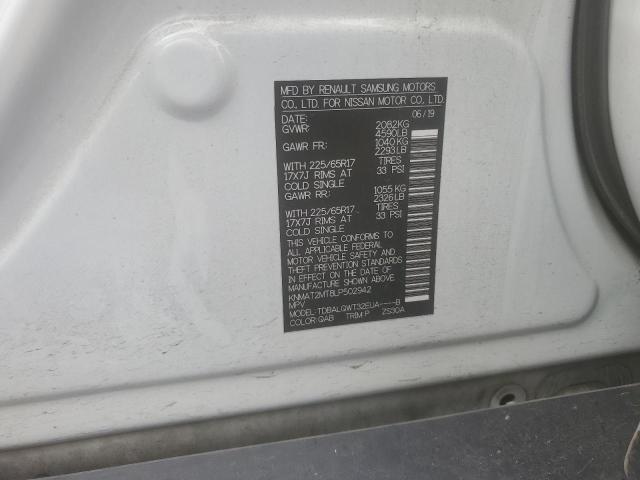 MFD BY RENAULT SAMSUNG MOTORS
CO., LTD. FOR NISSAN MOTOR CO., LTD.
DATE: 06/19
GVWR: 2082KG
4590LB
GAWR FR: 1040KG
2293LB
WITH 225/65R17 TIRES
17X7J RIMS AT 33 PSI
COLD SINGLE
GAWR RR: 1055KG
2326LB
WITH 225/65R17 TIRES
17X7J RIMS AT 33 PSI
COLD SINGLE
THIS VEHICLE CONFORMS TO
ALL APPLICABLE FEDERAL
MOTOR VEHICLE SAFETY AND
THEFT PREVENTION STANDARDS
IN EFFECT ON THE DATE OF
MANUFACTURE SHOWN ABOVE.
KNMAT2MT8LP502942
MPV
MODEL: TDBALQWT32EUA----B
COLOR: QAB TRIM: P ZS30A